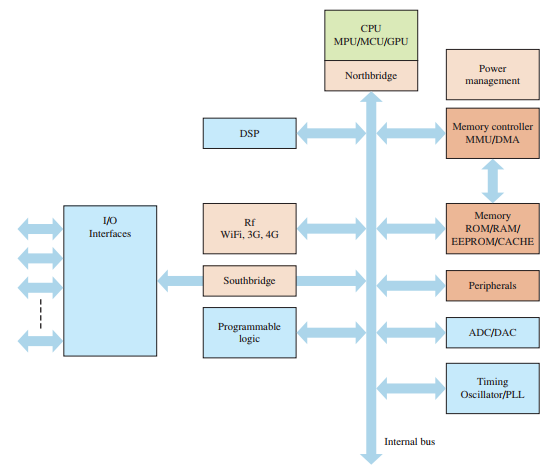 CPU
MPU/MCU/GPU
Northbridge
Power
management
DSP
Memory controller
MMU/DMA
I/O
Interfaces
Rf
WiFi, 3G, 4G
Memory
ROM/RAM/
EEPROM/CACHE
Southbridge
Peripherals
Programmable
logic
ADC/DAC
Timing
Oscillator/PLL
Internal bus